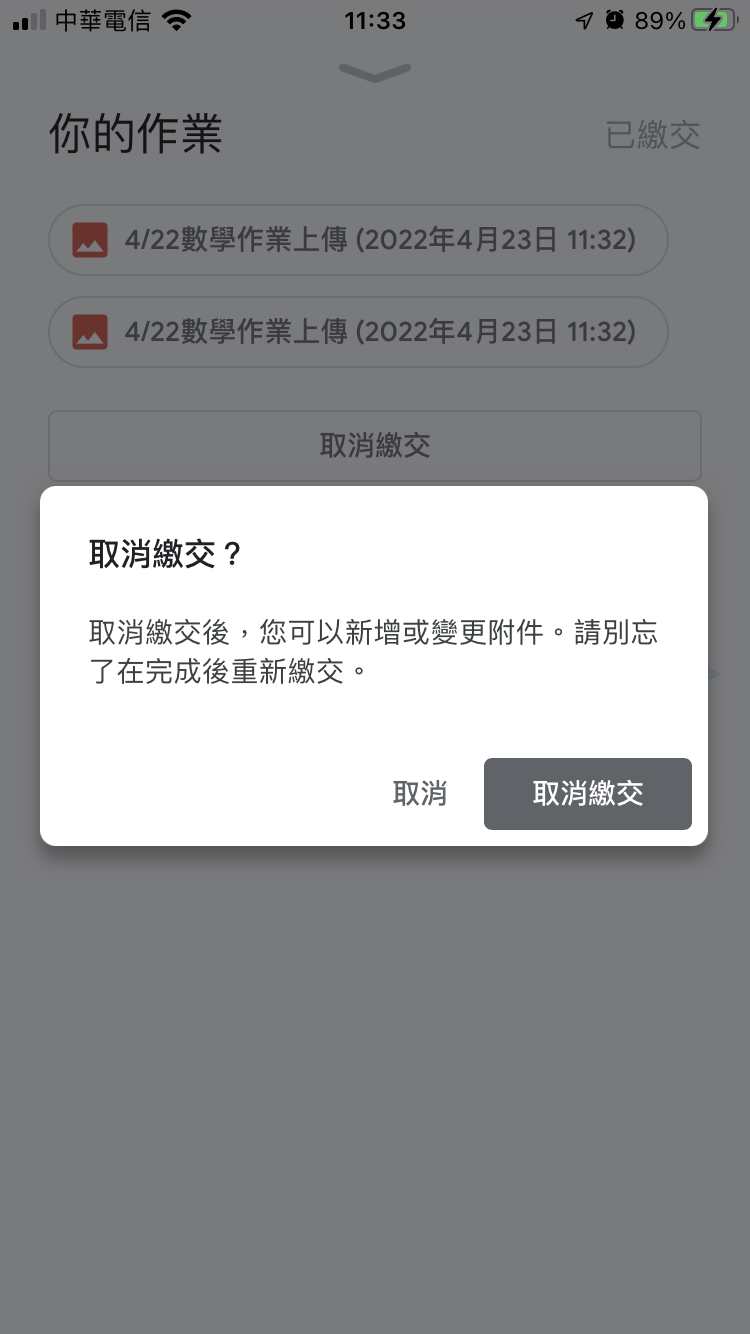 中華電信 11:33 89%
你的作業 已繳交
4/22數學作業上傳 (2022年4月23日 11:32)
4/22數學作業上傳 (2022年4月23日 11:32)
取消繳交
取消繳交？
取消繳交後，您可以新增或變更附件。請別忘
了在完成後重新繳交。
取消 取消繳交